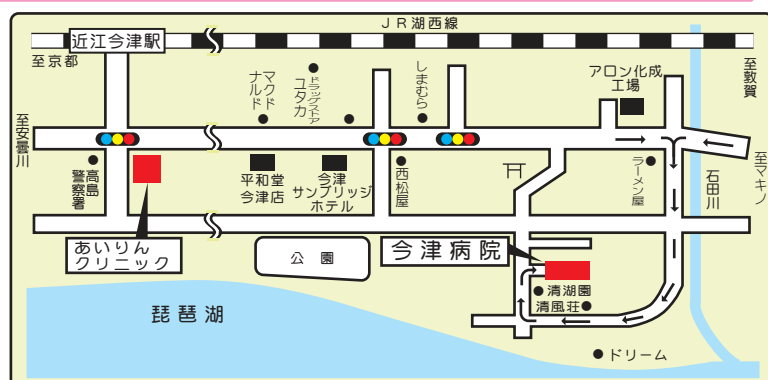 JR湖西線
近江今津駅
至京都
至敦賀
マクド
ナルド
ドラッグストア
ユタカ
しまむら
アロン化成
工場
至安曇川
至マキノ
高島
警察署
平和堂
今津店
今津
サンブリッジ
ホテル
西松屋
ラーメン屋
石田川
あいりん
クリニック
公園
今津病院
清湖園
清風荘
琵琶湖
ドリーム